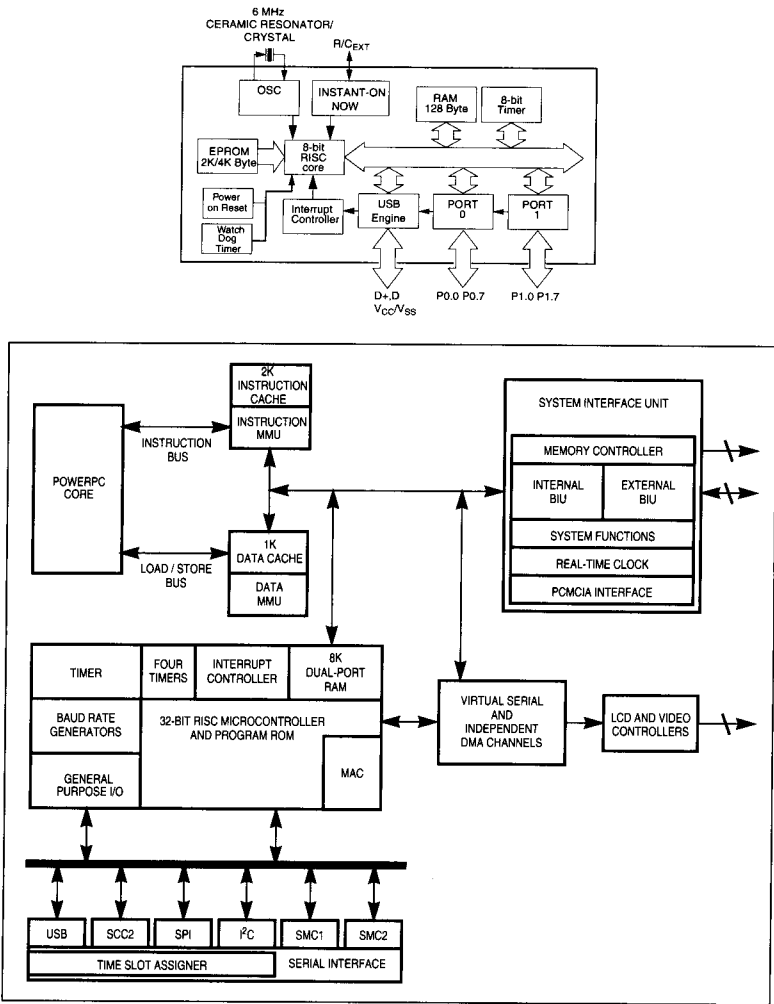 6 MHz
CERAMIC RESONATOR/
CRYSTAL
R/CEXT
OSC
INSTANT-ON
NOW
RAM
128 Byte
8-bit
Timer
EPROM
2K/4K Byte
8-bit
RISC
core
Power
on Reset
Interrupt
Controller
USB
Engine
PORT
0
PORT
1
Watch
Dog
Timer
D+,D
VCC/VSS
P0.0 P0.7
P1.0 P1.7
2K
INSTRUCTION
CACHE
INSTRUCTION
MMU
POWERPC
CORE
INSTRUCTION
BUS
LOAD / STORE
BUS
1K
DATA CACHE
DATA
MMU
SYSTEM INTERFACE UNIT
MEMORY CONTROLLER
INTERNAL
BIU
EXTERNAL
BIU
SYSTEM FUNCTIONS
REAL-TIME CLOCK
PCMCIA INTERFACE
TIMER
FOUR
TIMERS
INTERRUPT
CONTROLLER
8K
DUAL-PORT
RAM
BAUD RATE
GENERATORS
32-BIT RISC MICROCONTROLLER
AND PROGRAM ROM
GENERAL
PURPOSE I/O
MAC
VIRTUAL SERIAL
AND
INDEPENDENT
DMA CHANNELS
LCD AND VIDEO
CONTROLLERS
USB
SCC2
SPI
I²C
SMC1
SMC2
TIME SLOT ASSIGNER
SERIAL INTERFACE